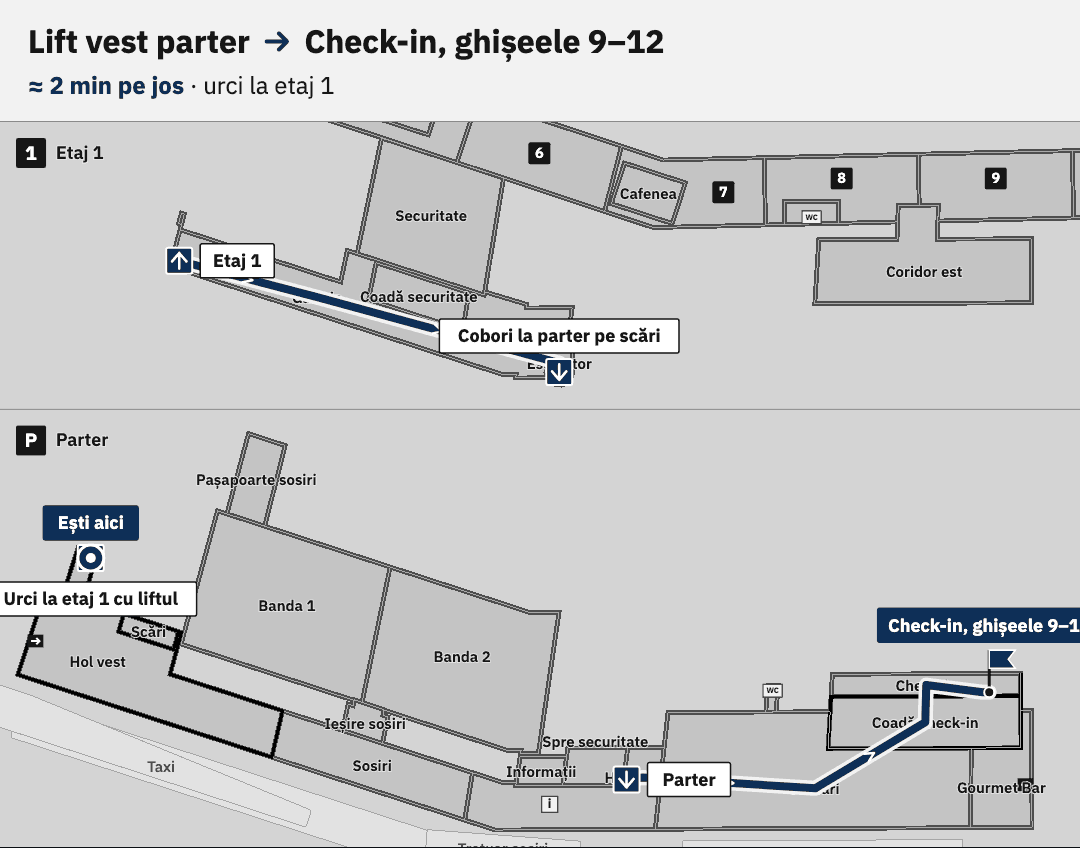 Lift vest parter → Check-in, ghișeele 9–12
≈ 2 min pe jos · urci la etaj 1
1 Etaj 1
6
Cafenea
7
8
9
wc
Securitate
Coridor est
Etaj 1
Coadă securitate
Cobori la parter pe scări
P Parter
Pașapoarte sosiri
Ești aici
Urci la etaj 1 cu liftul
Scări
Hol vest
Banda 1
Banda 2
Check-in, ghișeele 9–1
wc
Ieșire sosiri
Spre securitate
Sosiri
Informații
Parter
Gourmet Bar
Taxi
i
Trotuar sosiri